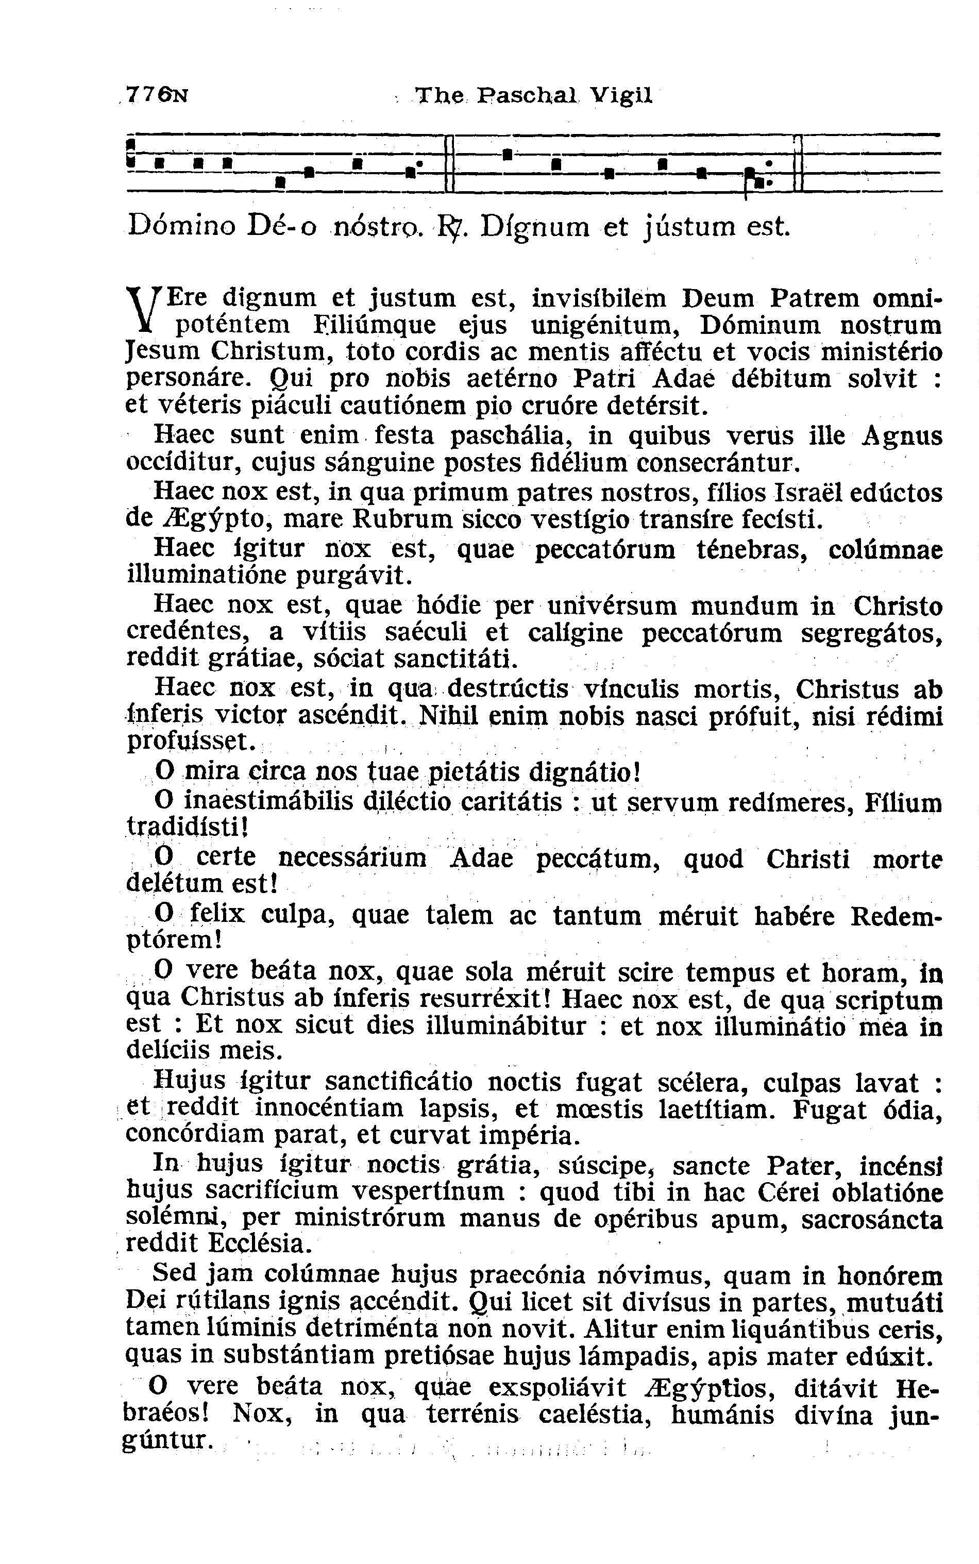 776N The Paschal Vigil
Dómino Dé-o nóstro. ℟. Dígnum et jústum est.
VEre dignum et justum est, invisíbilem Deum Patrem omni-
poténtem Filiúmque ejus unigénitum, Dóminum nostrum
Jesum Christum, toto cordis ac mentis afféctu et vocis ministério
personáre. Qui pro nobis aetérno Patri Adae débitum solvit :
et véteris piáculi cautiónem pio cruóre detérsit.
Haec sunt enim festa paschália, in quibus verus ille Agnus
occíditur, cujus sánguine postes fidélium consecrántur.
Haec nox est, in qua primum patres nostros, fílios Israël edúctos
de Ægýpto, mare Rubrum sicco vestígio transíre fecísti.
Haec ígitur nox est, quae peccatórum ténebras, colúmnae
illuminatióne purgávit.
Haec nox est, quae hódie per univérsum mundum in Christo
credéntes, a vítiis saéculi et calígine peccatórum segregátos,
reddit grátiae, sóciat sanctitáti.
Haec nox est, in qua destrúctis vínculis mortis, Christus ab
ínferis victor ascéndit. Nihil enim nobis nasci prófuit, nisi rédimi
profuísset.
O mira circa nos tuae pietátis dignátio!
O inaestimábilis diléctio caritátis : ut servum redímeres, Fílium
tradidísti!
O certe necessárium Adae peccátum, quod Christi morte
delétum est!
O felix culpa, quae talem ac tantum méruit habére Redem-
ptórem!
O vere beáta nox, quae sola méruit scire tempus et horam, in
qua Christus ab ínferis resurréxit! Haec nox est, de qua scriptum
est : Et nox sicut dies illuminábitur : et nox illuminátio mea in
delíciis meis.
Hujus ígitur sanctificátio noctis fugat scélera, culpas lavat :
et reddit innocéntiam lapsis, et mœstis laetítiam. Fugat ódia,
concórdiam parat, et curvat impéria.
In hujus ígitur noctis grátia, súscipe, sancte Pater, incénsi
hujus sacrifícium vespertínum : quod tibi in hac Cérei oblatióne
solémni, per ministrórum manus de opéribus apum, sacrosáncta
reddit Ecclésia.
Sed jam colúmnae hujus praecónia nóvimus, quam in honórem
Dei rútilans ignis accéndit. Qui licet sit divísus in partes, mutuáti
tamen lúminis detriménta non novit. Alitur enim liquántibus ceris,
quas in substántiam pretiósae hujus lámpadis, apis mater edúxit.
O vere beáta nox, quae exspoliávit Ægýptios, ditávit He-
braéos! Nox, in qua terrénis caeléstia, humánis divína jun-
gúntur.